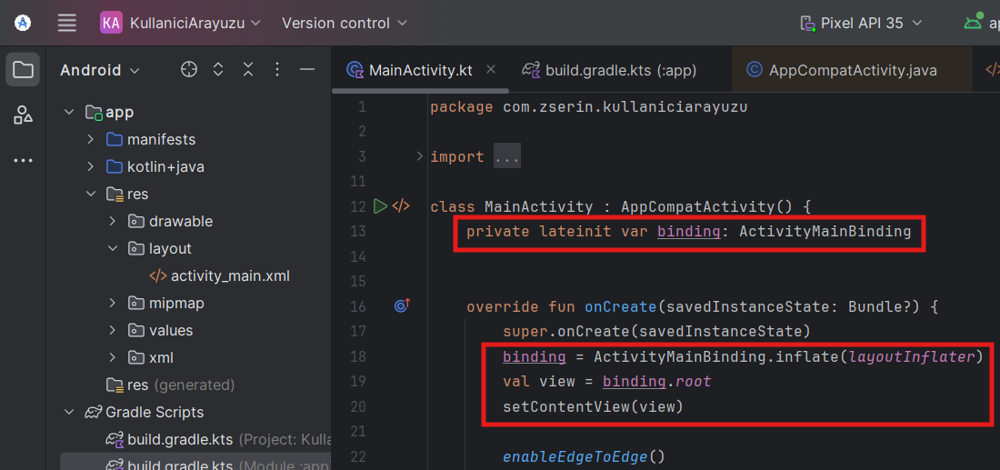 KA KullaniciArayuzu Version control Pixel API 35
Android MainActivity.kt build.gradle.kts (:app) AppCompatActivity.java
app
manifests
kotlin+java
res
drawable
layout
activity_main.xml
mipmap
values
xml
res (generated)
Gradle Scripts
build.gradle.kts (Project: Kulla
build.gradle.kts (Module :app
1 package com.zserin.kullaniciarayuzu
2
3 import ...
11
12 class MainActivity : AppCompatActivity() {
13 private lateinit var binding: ActivityMainBinding
14
15
16 override fun onCreate(savedInstanceState: Bundle?) {
17 super.onCreate(savedInstanceState)
18 binding = ActivityMainBinding.inflate(layoutInflater)
19 val view = binding.root
20 setContentView(view)
21
22 enableEdgeToEdge()